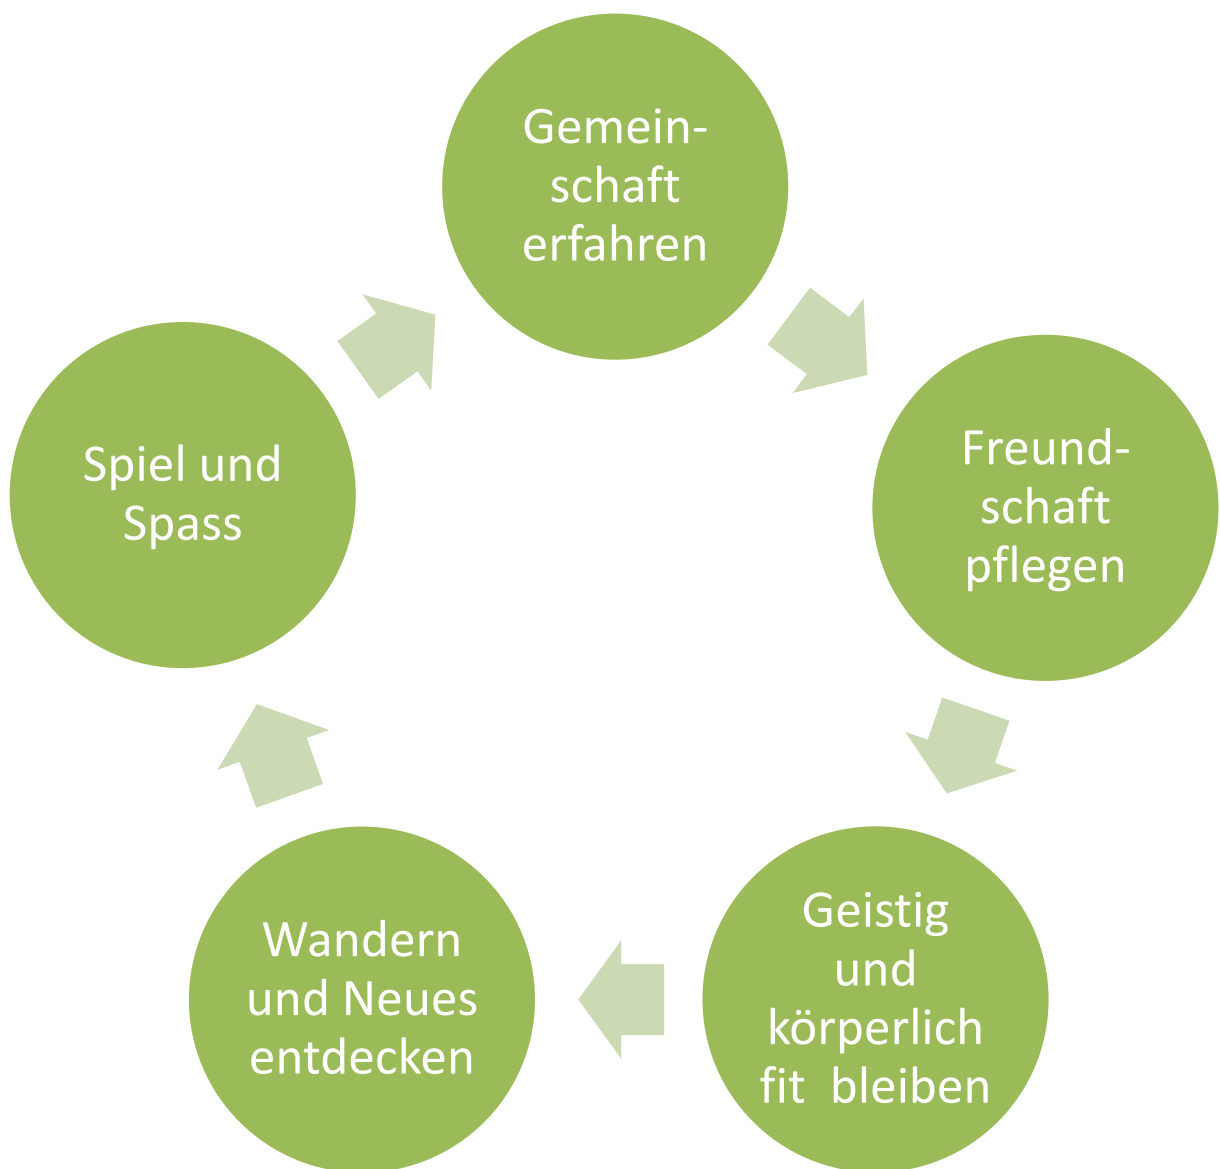 Gemein-
schaft
erfahren
Freund-
schaft
pflegen
Geistig
und
körperlich
fit  bleiben
Wandern
und Neues
entdecken
Spiel und
Spass